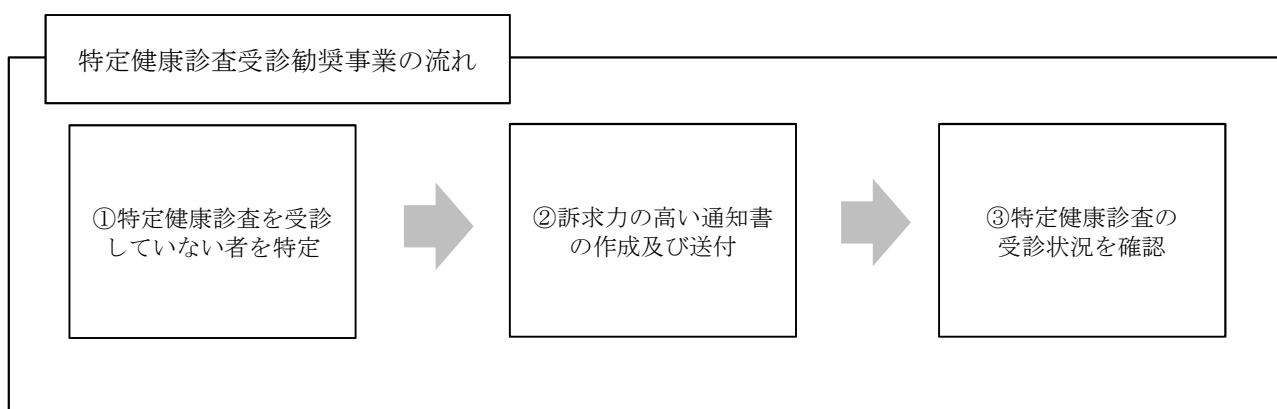 特定健康診査受診勧奨事業の流れ
①特定健康診査を受診
していない者を特定
②訴求力の高い通知書
の作成及び送付
③特定健康診査の
受診状況を確認